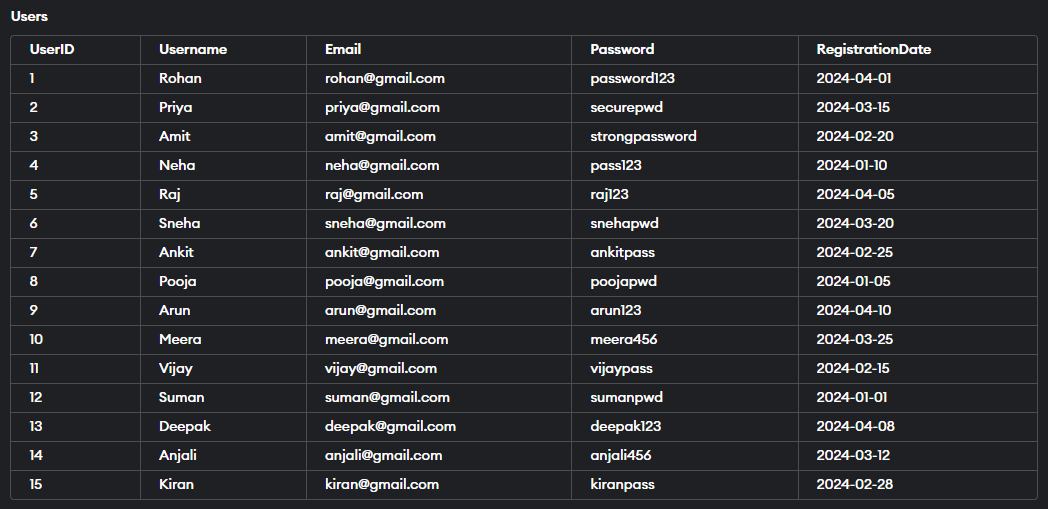 Users
UserID Username Email Password RegistrationDate
1 Rohan rohan@gmail.com password123 2024-04-01
2 Priya priya@gmail.com securepwd 2024-03-15
3 Amit amit@gmail.com strongpassword 2024-02-20
4 Neha neha@gmail.com pass123 2024-01-10
5 Raj raj@gmail.com raj123 2024-04-05
6 Sneha sneha@gmail.com snehapwd 2024-03-20
7 Ankit ankit@gmail.com ankitpass 2024-02-25
8 Pooja pooja@gmail.com poojapwd 2024-01-05
9 Arun arun@gmail.com arun123 2024-04-10
10 Meera meera@gmail.com meera456 2024-03-25
11 Vijay vijay@gmail.com vijaypass 2024-02-15
12 Suman suman@gmail.com sumanpwd 2024-01-01
13 Deepak deepak@gmail.com deepak123 2024-04-08
14 Anjali anjali@gmail.com anjali456 2024-03-12
15 Kiran kiran@gmail.com kiranpass 2024-02-28